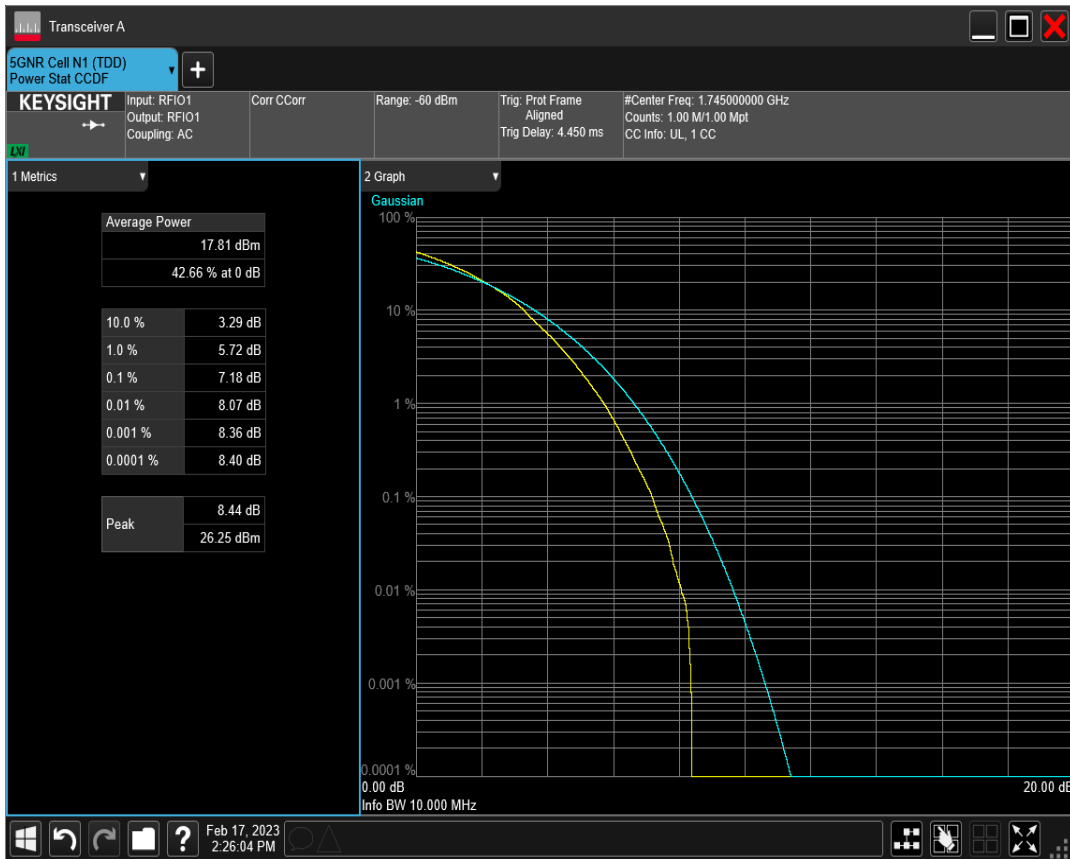 Transceiver A
5GNR Cell N1 (TDD)
Power Stat CCDF
+
KEYSIGHT
LXI
Input: RFIO1
Output: RFIO1
Coupling: AC
Corr CCorr
Range: -60 dBm
Trig: Prot Frame
Aligned
Trig Delay: 4.450 ms
#Center Freq: 1.745000000 GHz
Counts: 1.00 M/1.00 Mpt
CC Info: UL, 1 CC
1 Metrics
Average Power
17.81 dBm
42.66 % at 0 dB
10.0 % 3.29 dB
1.0 % 5.72 dB
0.1 % 7.18 dB
0.01 % 8.07 dB
0.001 % 8.36 dB
0.0001 % 8.40 dB
Peak
8.44 dB
26.25 dBm
2 Graph
Gaussian
100 %
10 %
1 %
0.1 %
0.01 %
0.001 %
0.0001 %
0.00 dB 20.00 dB
Info BW 10.000 MHz
?
Feb 17, 2023
2:26:04 PM